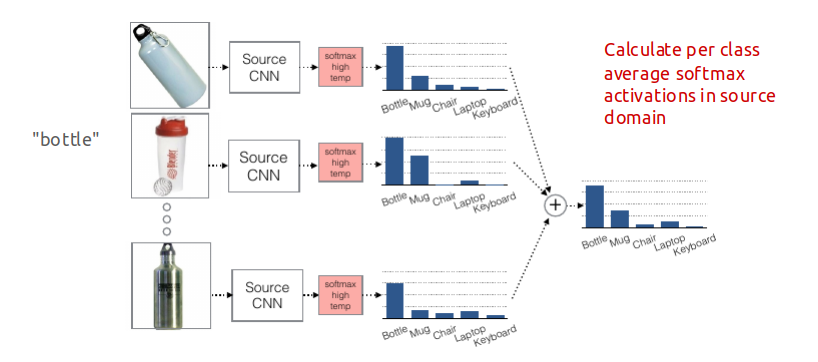 Source
CNN
softmax
high
temp
Bottle Mug Chair Laptop Keyboard
Calculate per class
average softmax
activations in source
domain
"bottle"
Source
CNN
softmax
high
temp
Bottle Mug Chair Laptop Keyboard
+
Bottle Mug Chair Laptop Keyboard
Source
CNN
softmax
high
temp
Bottle Mug Chair Laptop Keyboard